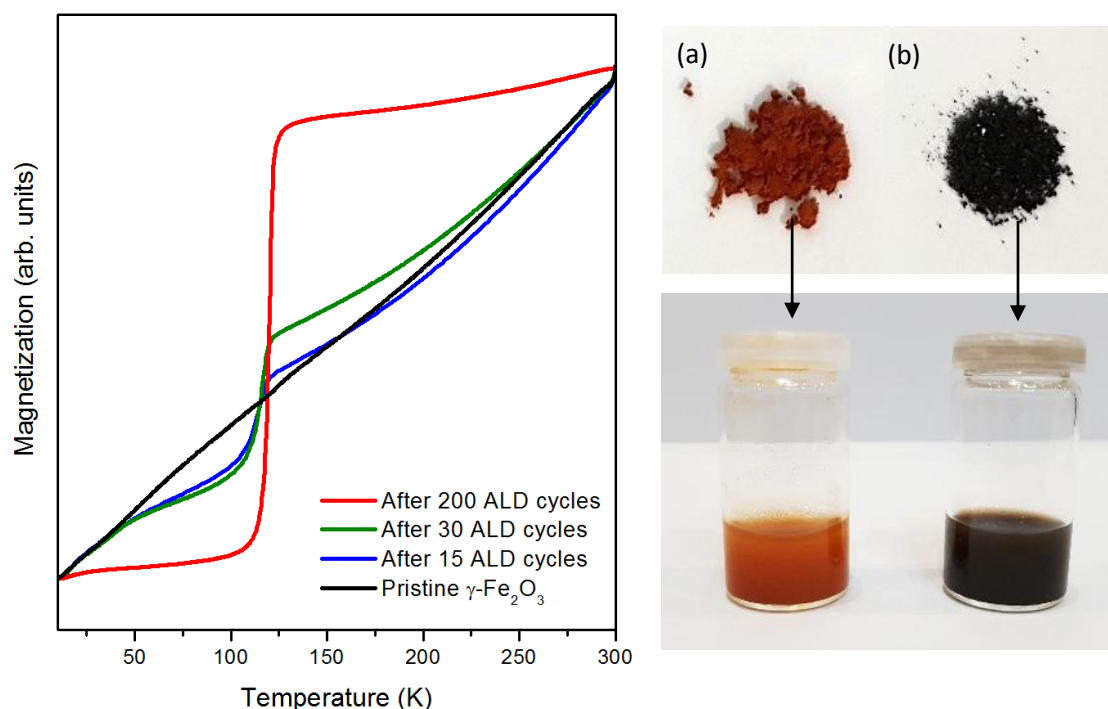 Magnetization (arb. units)
After 200 ALD cycles
After 30 ALD cycles
After 15 ALD cycles
Pristine γ-Fe₂O₃
50
100
150
200
250
300
Temperature (K)
(a)
(b)